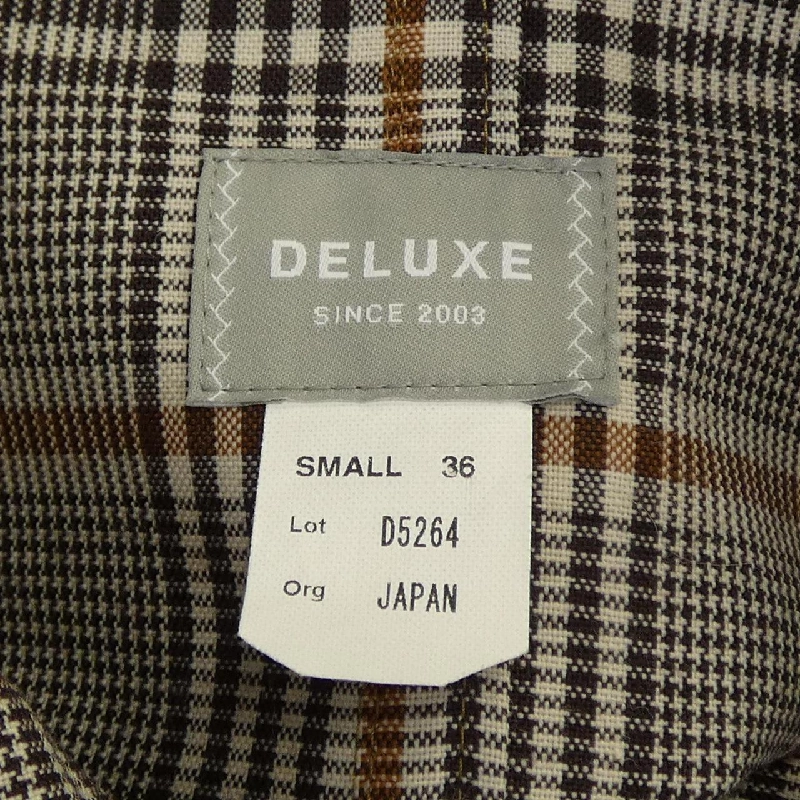 DELUXE
SINCE 2003
SMALL 36
Lot D5264
Org JAPAN